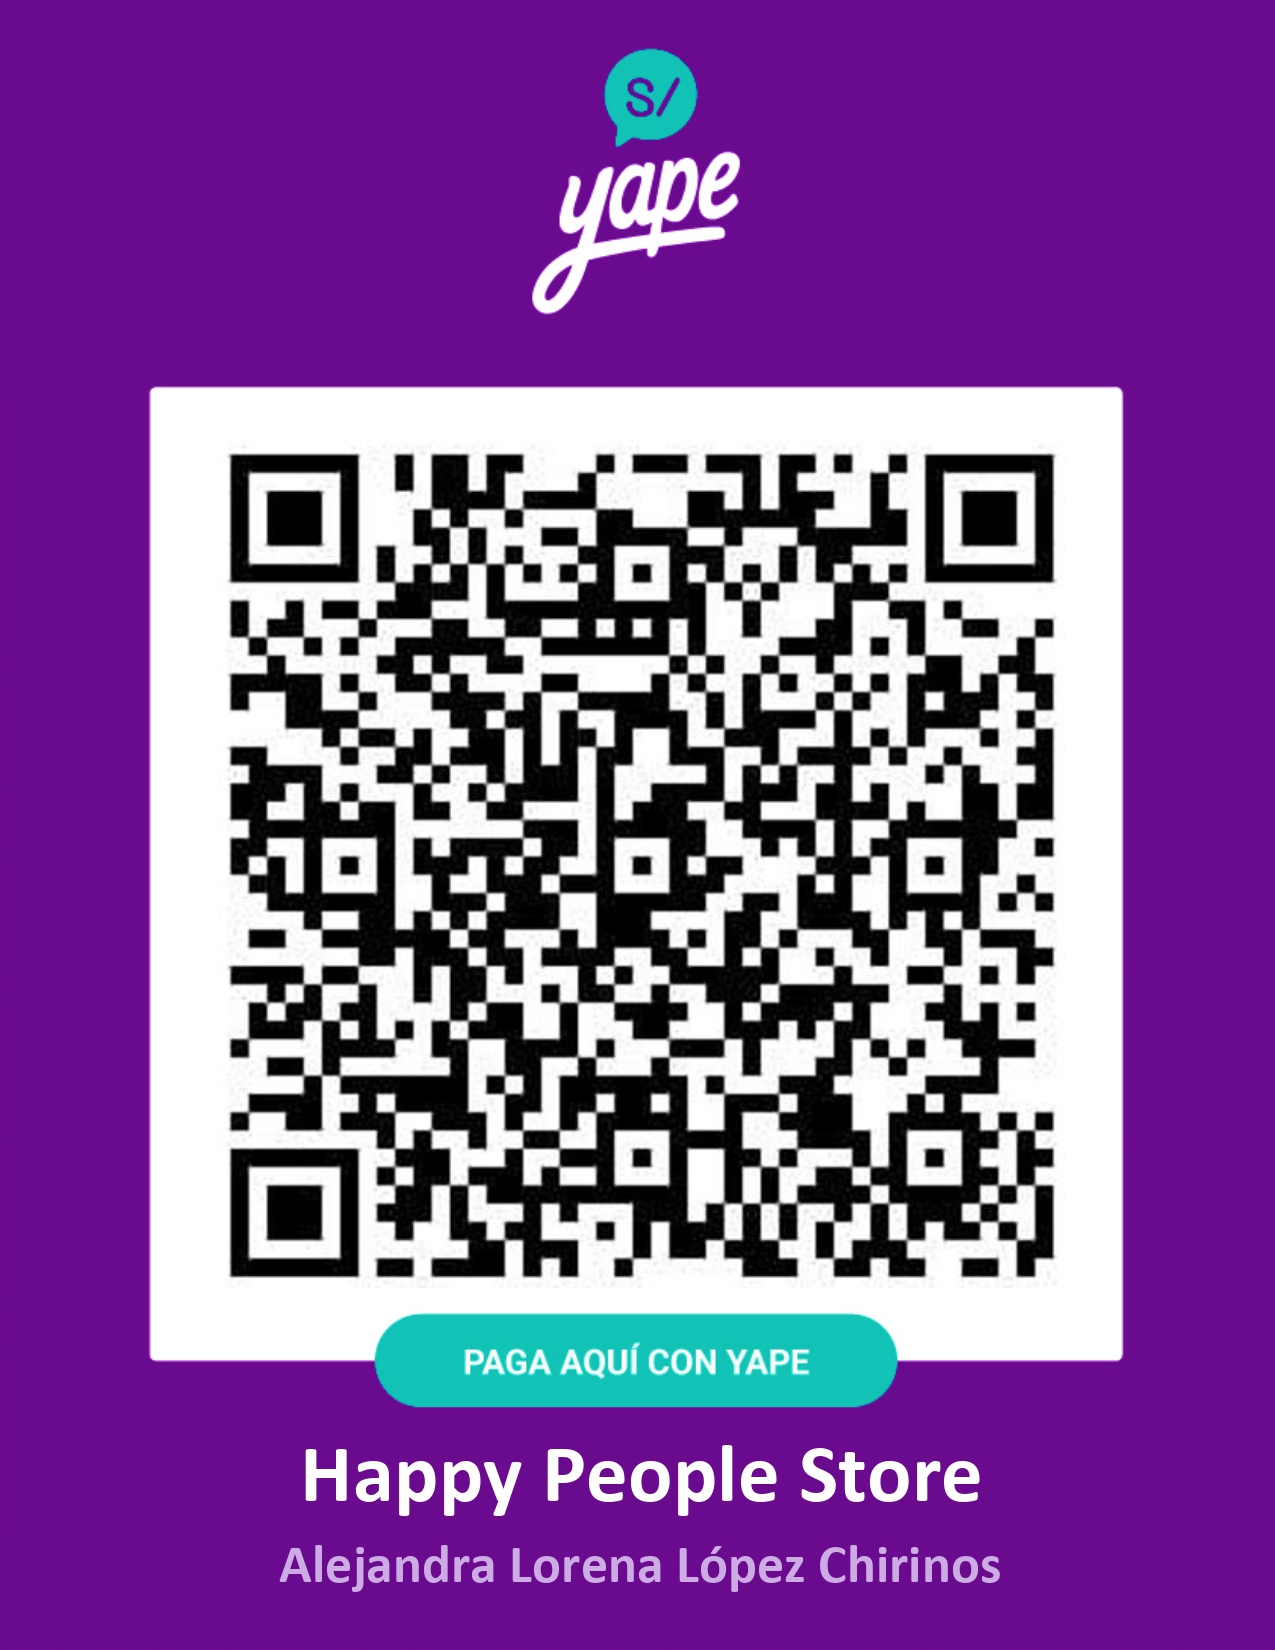 S/
yape
PAGA AQUÍ CON YAPE
Happy People Store
Alejandra Lorena López Chirinos